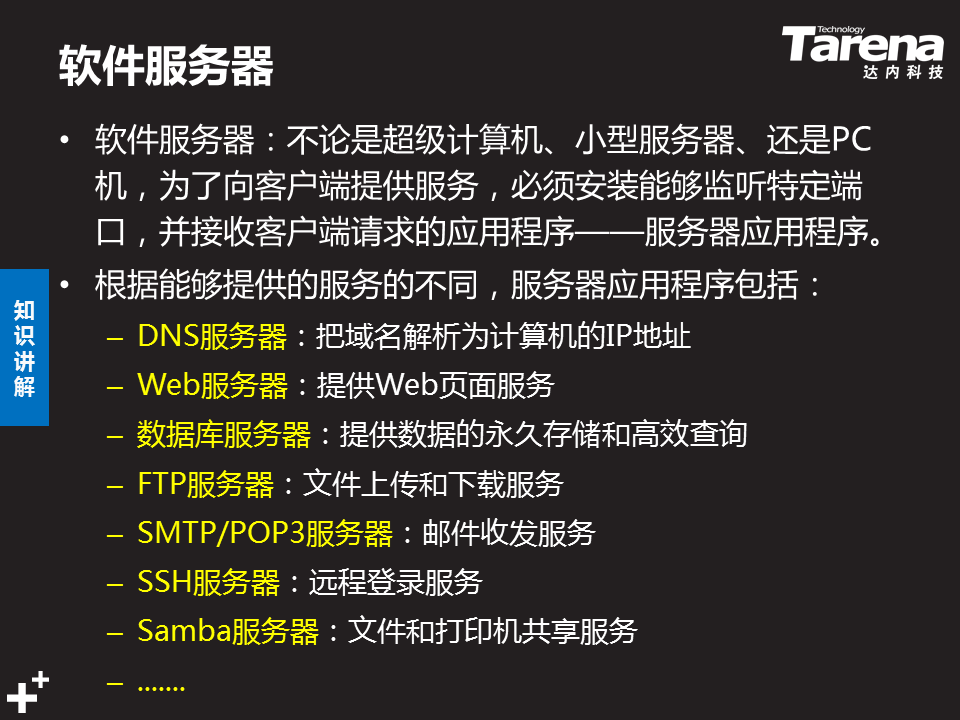 软件服务器
Technology
Tarena
达内科技
• 软件服务器：不论是超级计算机、小型服务器、还是PC
机，为了向客户端提供服务，必须安装能够监听特定端
口，并接收客户端请求的应用程序——服务器应用程序。
• 根据能够提供的服务的不同，服务器应用程序包括：
知识讲解
– DNS服务器：把域名解析为计算机的IP地址
– Web服务器：提供Web页面服务
– 数据库服务器：提供数据的永久存储和高效查询
– FTP服务器：文件上传和下载服务
– SMTP/POP3服务器：邮件收发服务
– SSH服务器：远程登录服务
– Samba服务器：文件和打印机共享服务
– .......